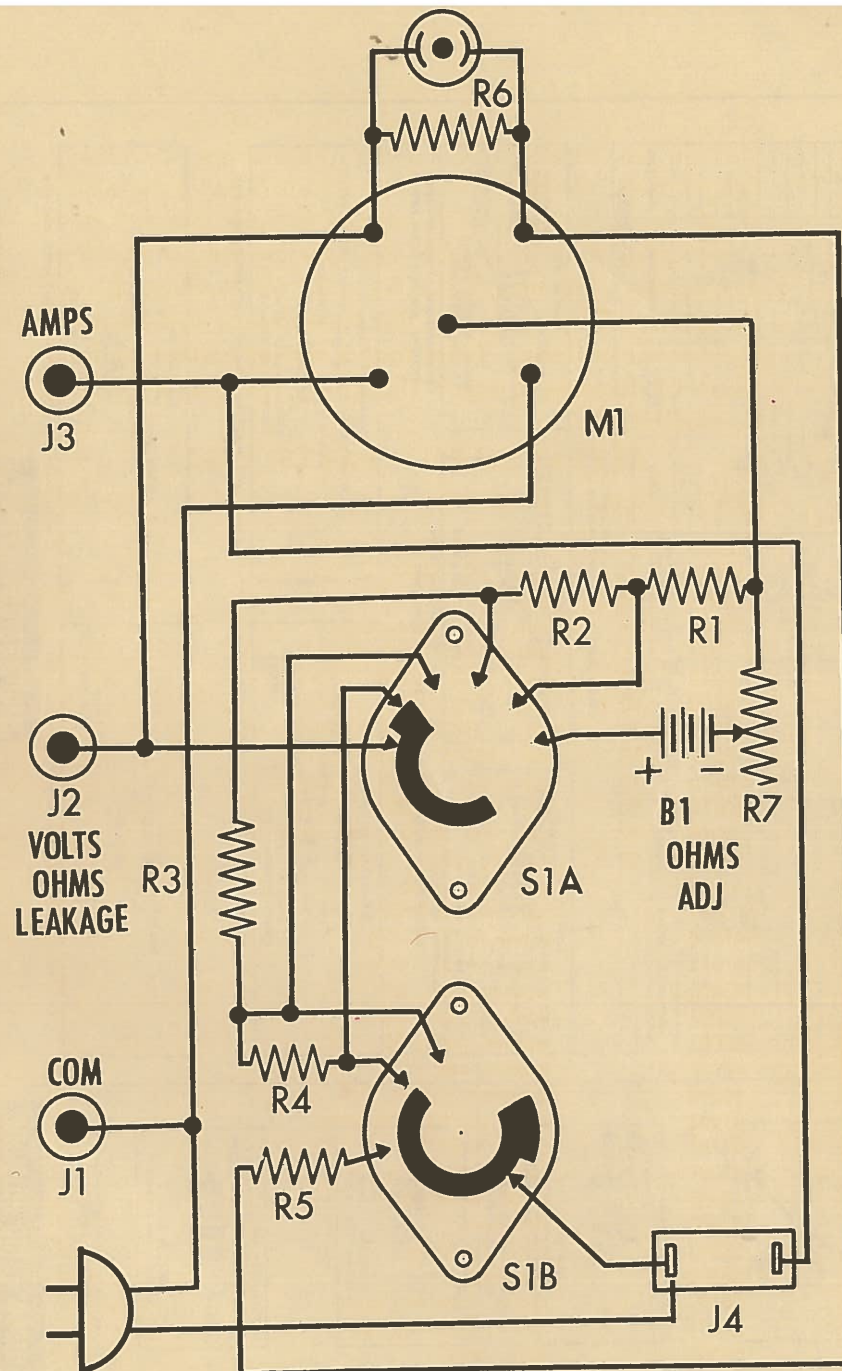 R6
AMPS
J3
M1
R2
R1
J2
VOLTS
OHMS
LEAKAGE
R3
+
−
B1
R7
OHMS
ADJ
S1A
COM
J1
R4
R5
S1B
J4